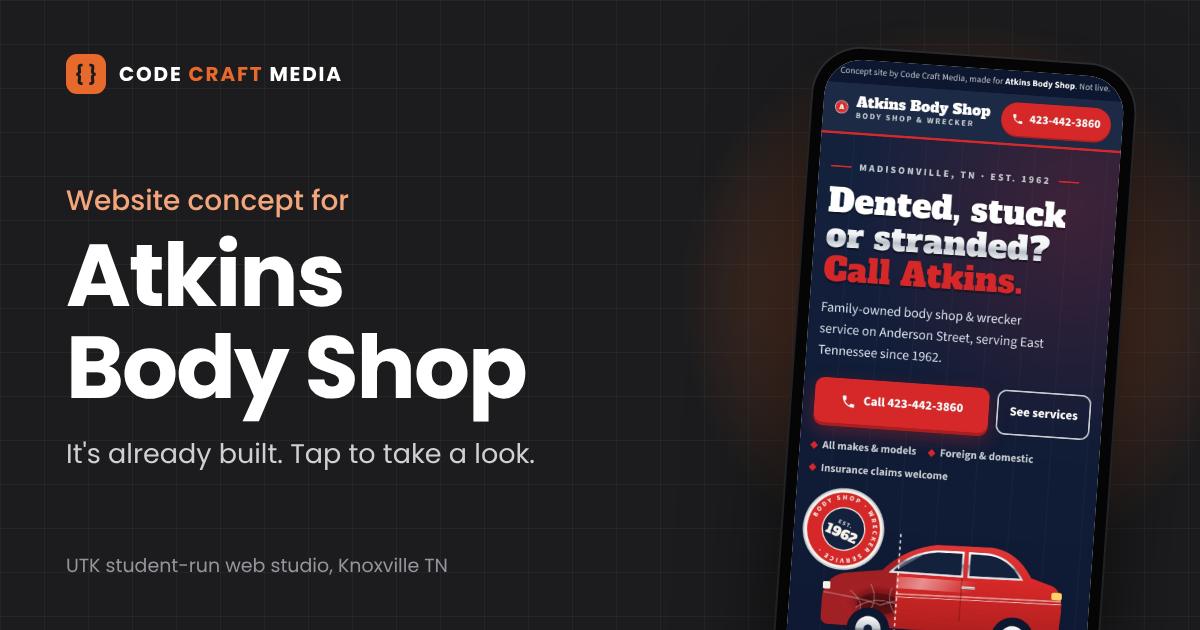 { } CODE CRAFT MEDIA
Website concept for
Atkins
Body Shop
It's already built. Tap to take a look.
UTK student-run web studio, Knoxville TN
Concept site by Code Craft Media, made for Atkins Body Shop. Not live.
A
Atkins Body Shop
BODY SHOP & WRECKER
423-442-3860
MADISONVILLE, TN · EST. 1962
Dented, stuck
or stranded?
Call Atkins.
Family-owned body shop & wrecker
service on Anderson Street, serving East
Tennessee since 1962.
Call 423-442-3860
See services
All makes & models
Foreign & domestic
Insurance claims welcome
BODY SHOP · WRECKER SERVICE ·
EST.
1962